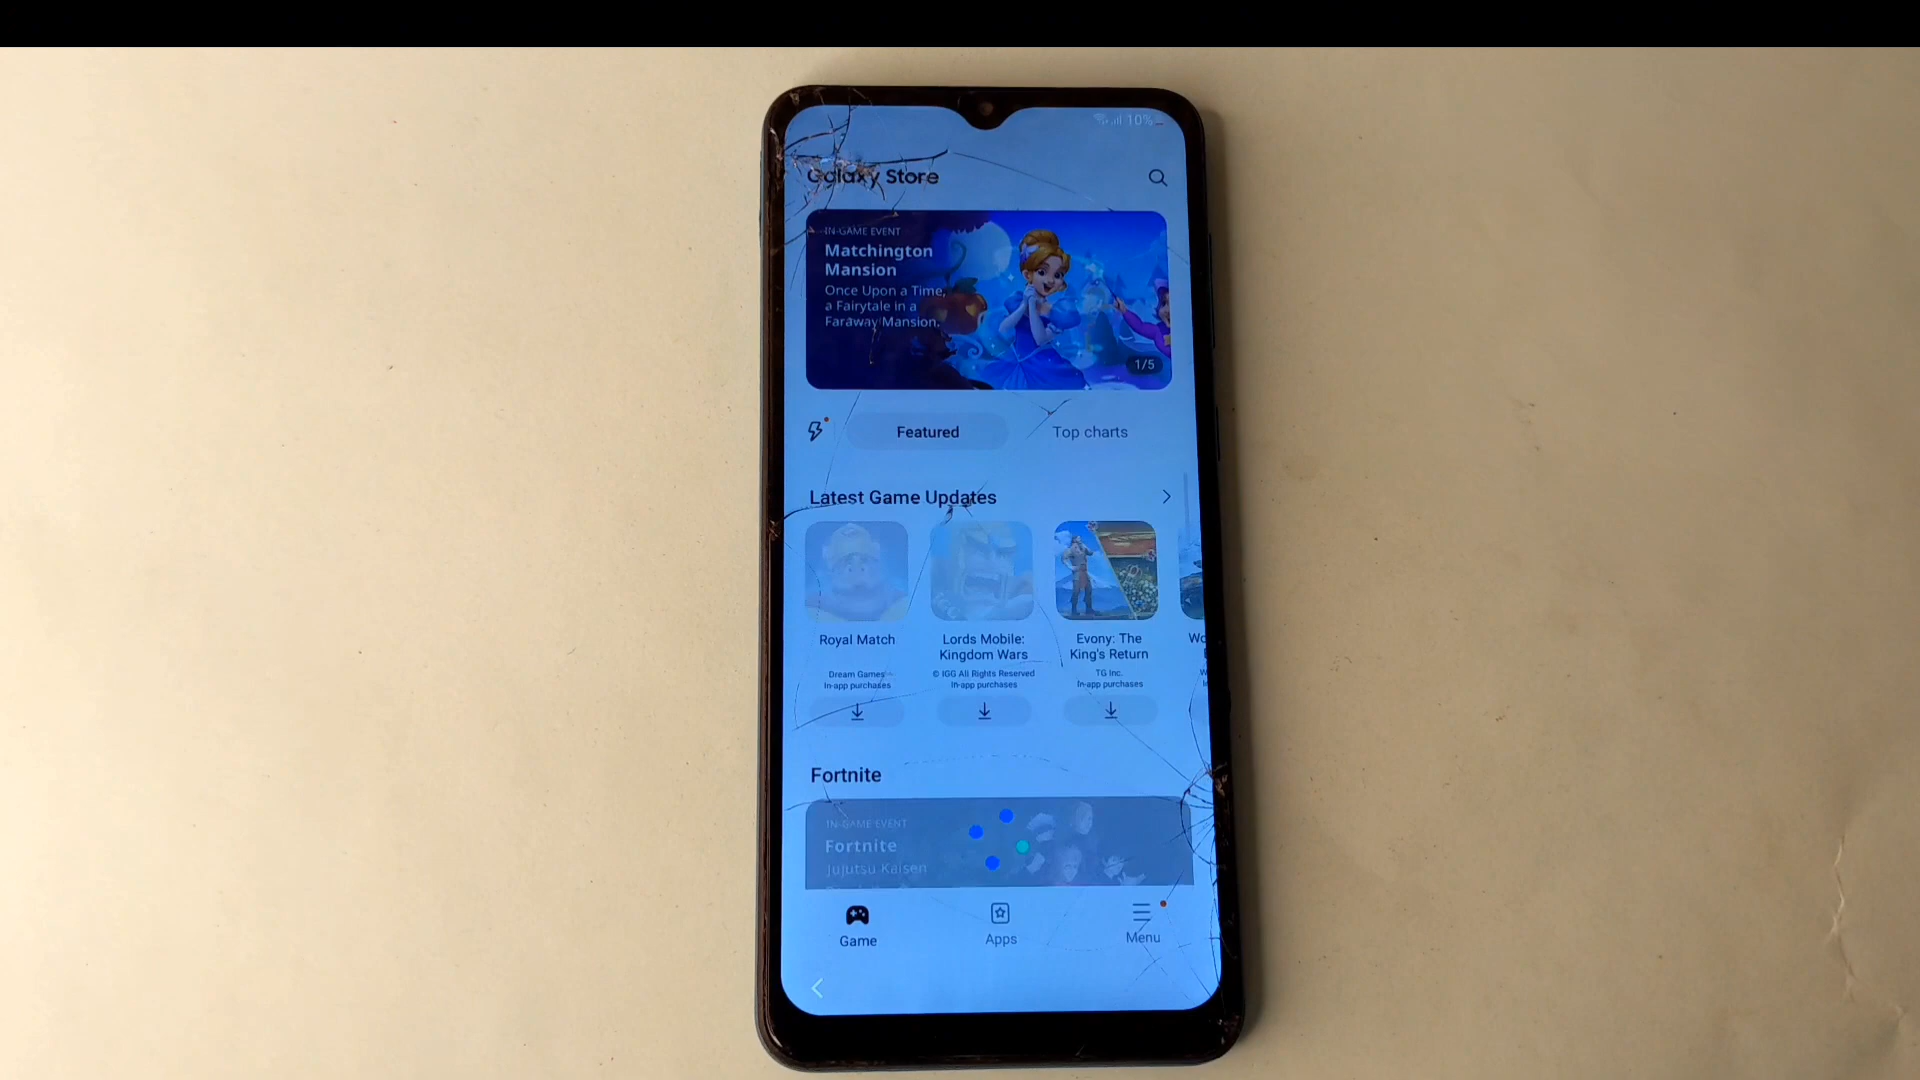 10%
Galaxy Store
IN-GAME EVENT
Matchington
Mansion
Once Upon a Time,
a Fairytale in a
Faraway Mansion.
1/5
Featured
Top charts
Latest Game Updates
Royal Match
Dream Games
In-app purchases
Lords Mobile:
Kingdom Wars
© IGG All Rights Reserved
In-app purchases
Evony: The
King's Return
TG Inc.
In-app purchases
Fortnite
IN-GAME EVENT
Fortnite
Jujutsu Kaisen
Game
Apps
Menu